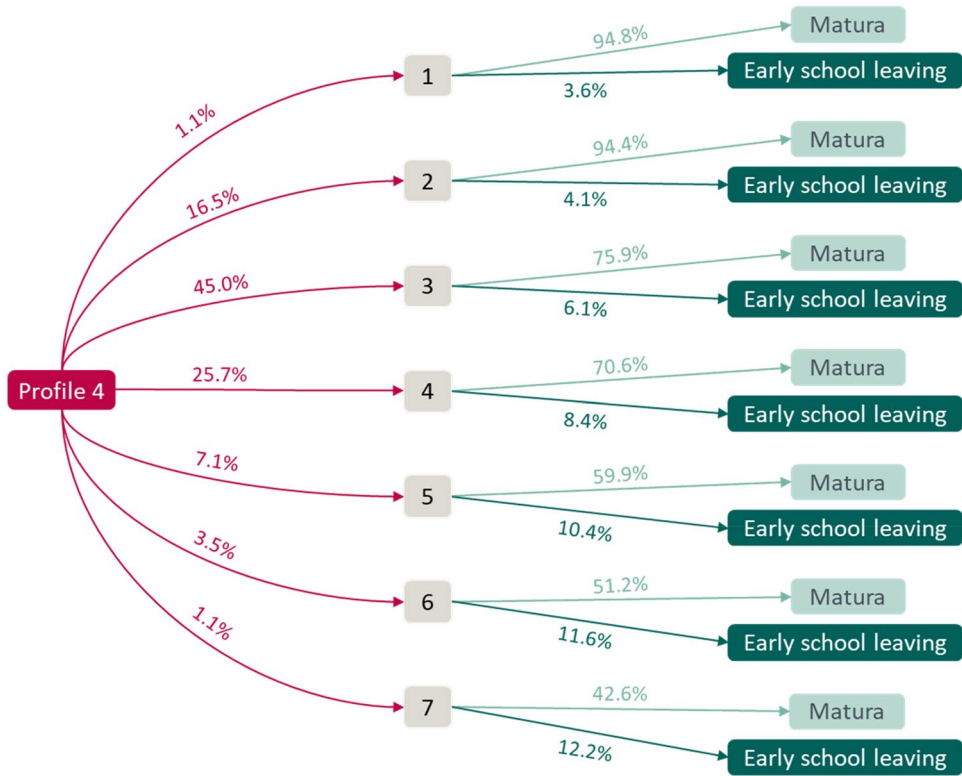 Matura
94.8%
1
Early school leaving
3.6%
1.1%
Matura
94.4%
2
Early school leaving
4.1%
16.5%
Matura
75.9%
45.0%
3
Early school leaving
6.1%
Matura
70.6%
Profile 4
25.7%
4
Early school leaving
8.4%
7.1%
Matura
59.9%
5
Early school leaving
10.4%
3.5%
Matura
51.2%
6
Early school leaving
11.6%
1.1%
Matura
42.6%
7
Early school leaving
12.2%